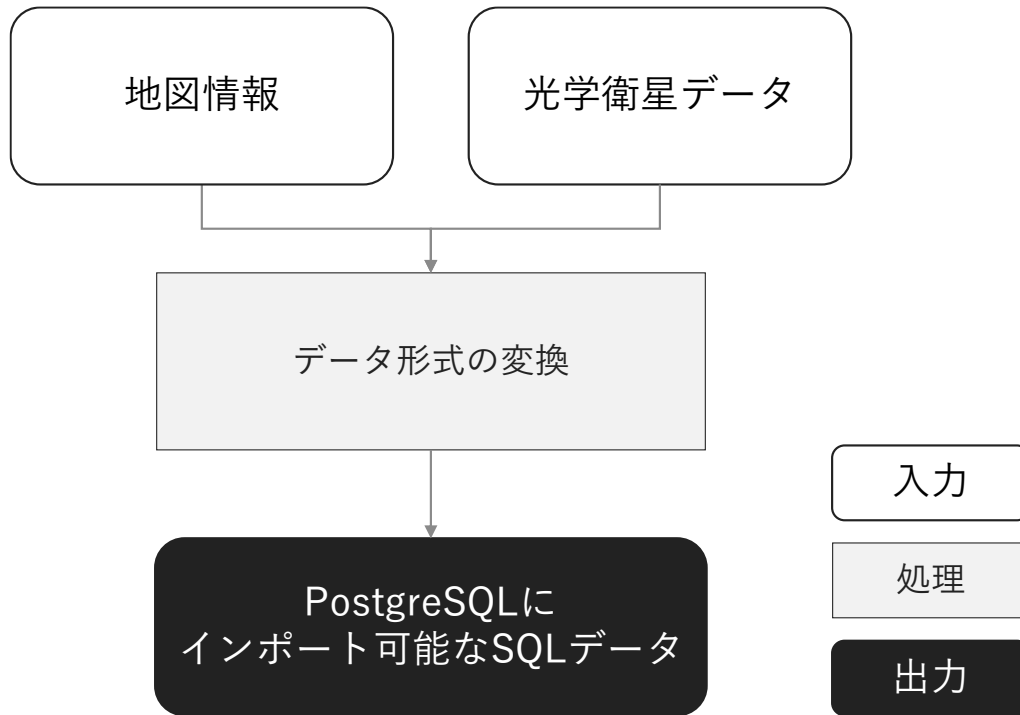 地図情報
光学衛星データ
データ形式の変換
PostgreSQLに
インポート可能なSQLデータ
入力
処理
出力